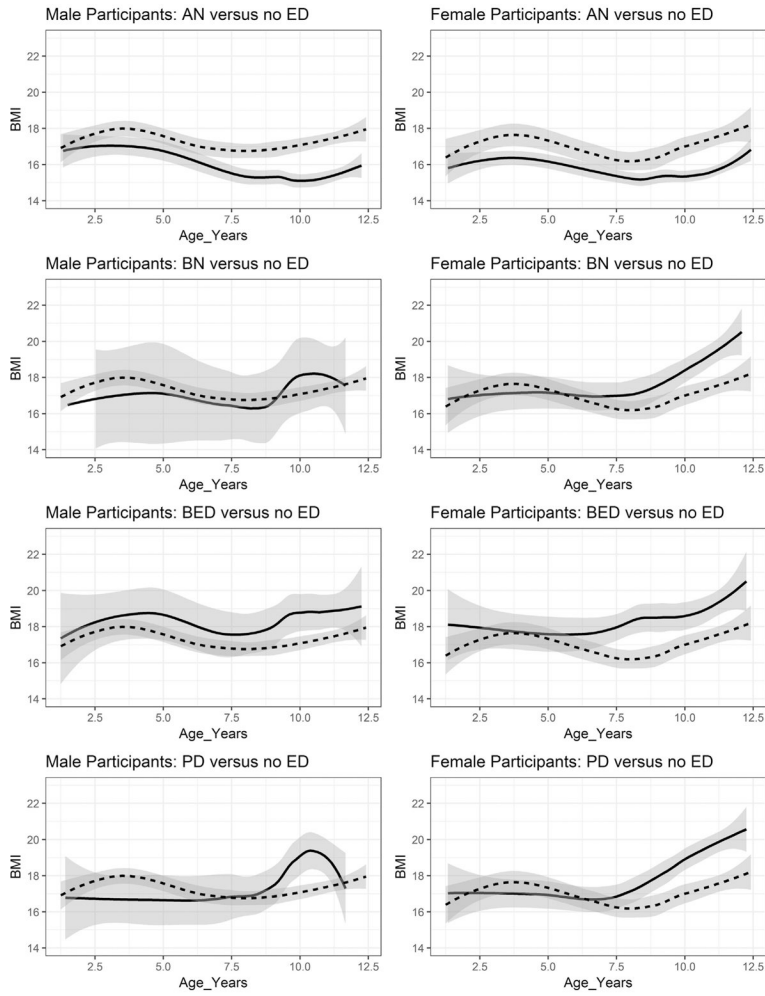 Male Participants: AN versus no ED
22
20
18
16
14
BMI
2.5 5.0 7.5 10.0 12.5
Age_Years
Female Participants: AN versus no ED
22
20
18
16
14
BMI
2.5 5.0 7.5 10.0 12.5
Age_Years
Male Participants: BN versus no ED
22
20
18
16
14
BMI
2.5 5.0 7.5 10.0 12.5
Age_Years
Female Participants: BN versus no ED
22
20
18
16
14
BMI
2.5 5.0 7.5 10.0 12.5
Age_Years
Male Participants: BED versus no ED
22
20
18
16
14
BMI
2.5 5.0 7.5 10.0 12.5
Age_Years
Female Participants: BED versus no ED
22
20
18
16
14
BMI
2.5 5.0 7.5 10.0 12.5
Age_Years
Male Participants: PD versus no ED
22
20
18
16
14
BMI
2.5 5.0 7.5 10.0 12.5
Age_Years
Female Participants: PD versus no ED
22
20
18
16
14
BMI
2.5 5.0 7.5 10.0 12.5
Age_Years